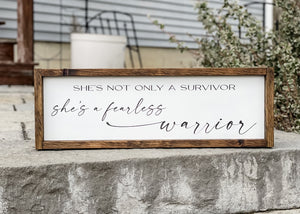 SHE'S NOT ONLY A SURVIVOR
she's a fearless
warrior